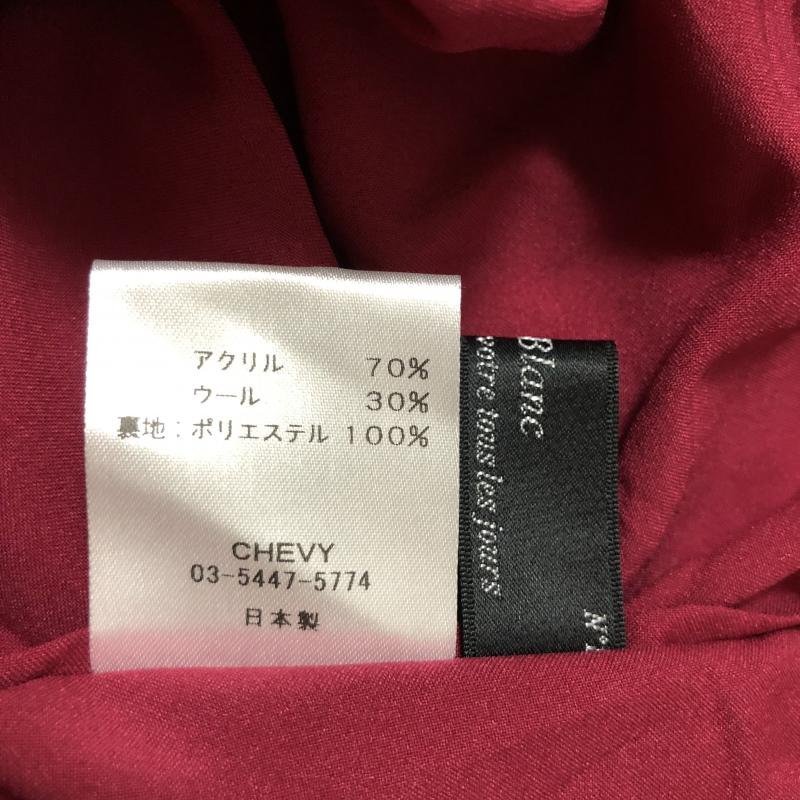 アクリル 70%
ウール 30%
裏地：ポリエステル 100%
CHEVY
03-5447-5774
日本製
Blanc
votre tous les jours
N°